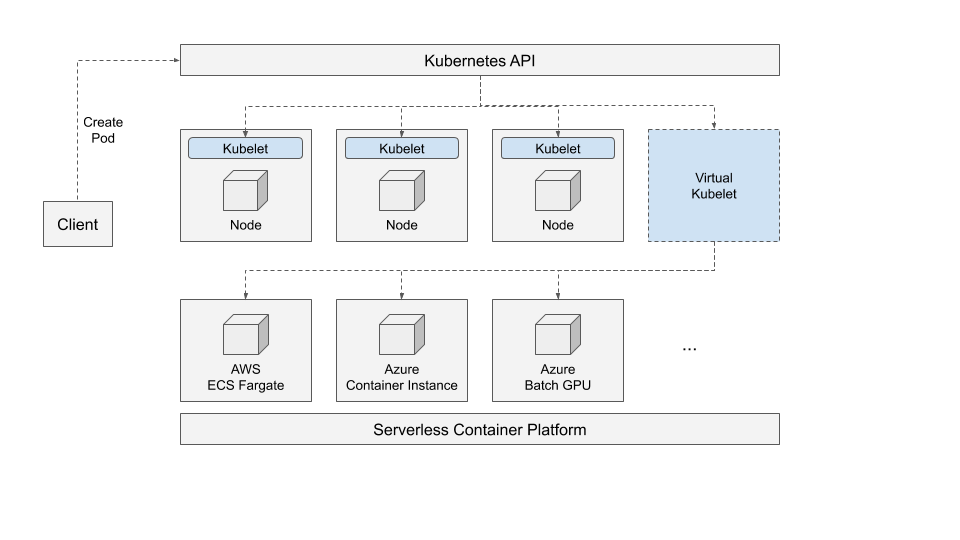 Kubernetes API
Create
Pod
Kubelet
Kubelet
Kubelet
Virtual
Kubelet
Node
Node
Node
Client
AWS
ECS Fargate
Azure
Container Instance
Azure
Batch GPU
...
Serverless Container Platform